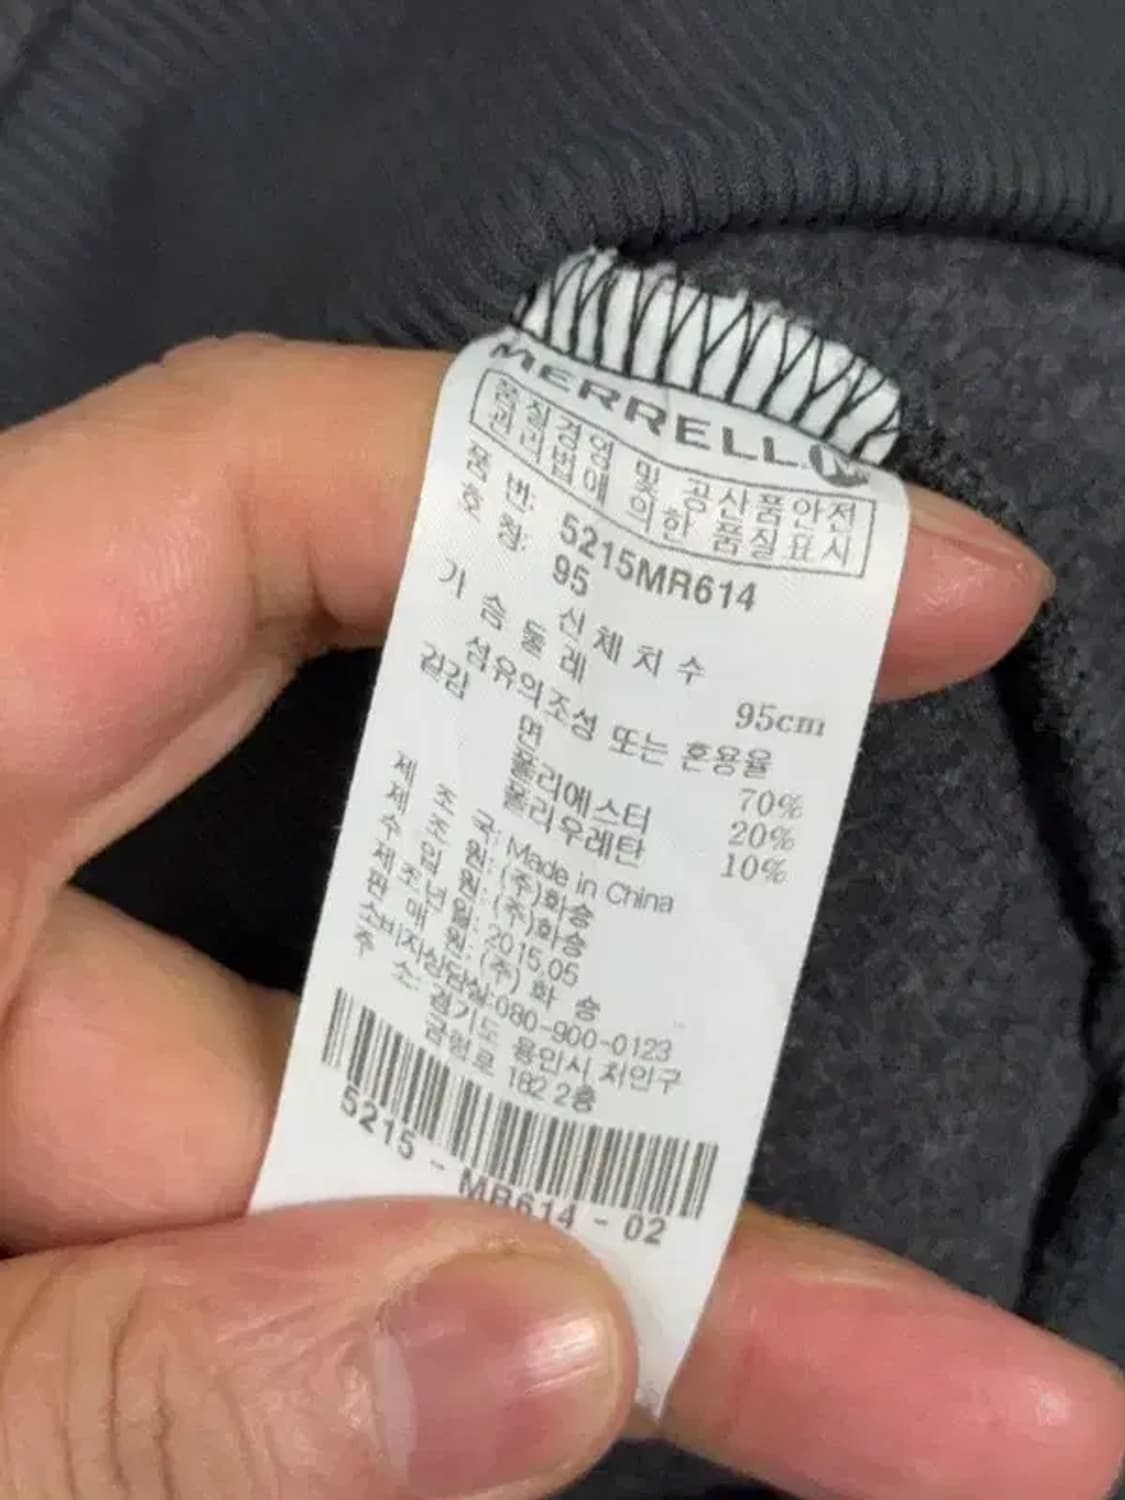 MERRELL
품질경영 및 공산품안전
관리법에 의한 품질표시
품 번: 5215MR614
호 칭: 95
신체치수
가슴둘레 95cm
섬유의조성 또는 혼용율
겉감
면 70%
폴리에스터 20%
폴리우레탄 10%
제 조 국: Made in China
제 조 원: (주)화승
수 입 원: (주)화승
제조년월: 2015.05
판 매 원: (주) 화 승
소비자상담실:080-900-0123
주 소: 경기도 용인시 처인구
금령로 182 2층
5215 - MR614 - 02